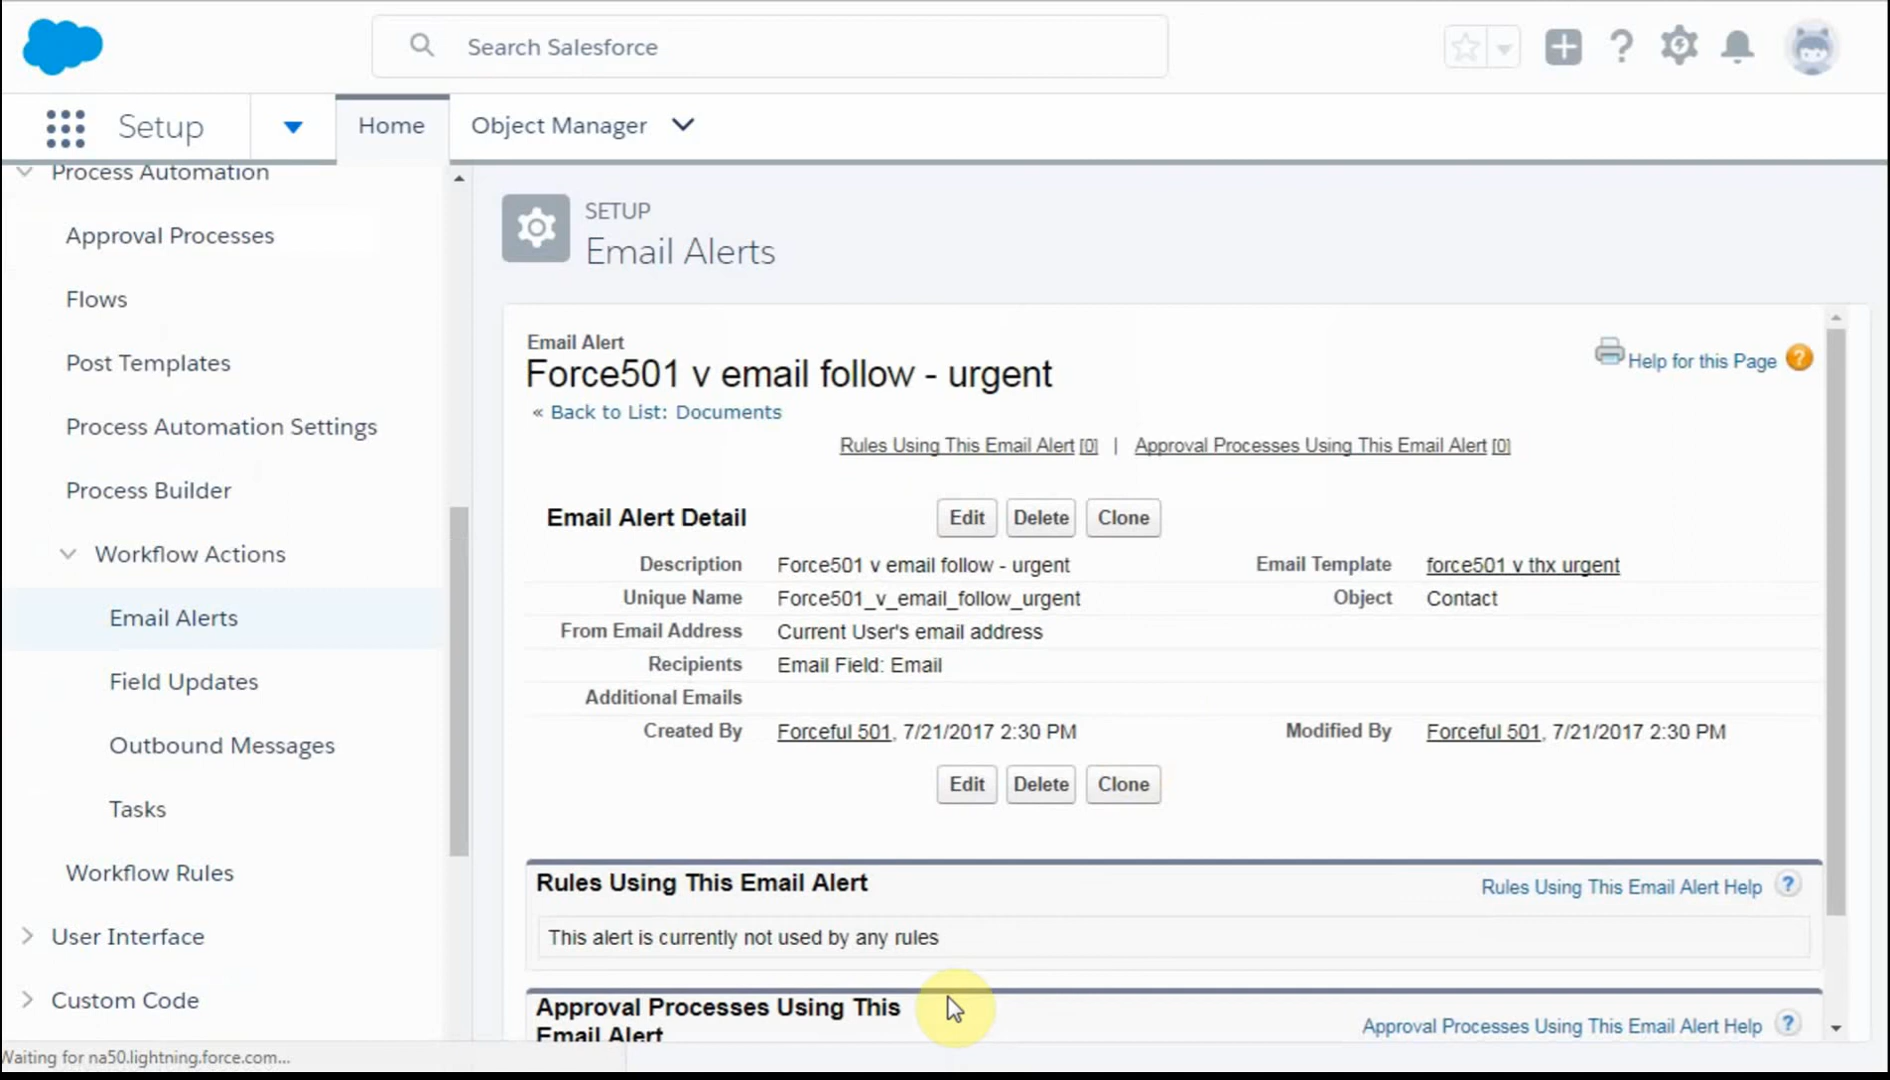 Search Salesforce
Setup
Home
Object Manager
Process Automation
Approval Processes
Flows
Post Templates
Process Automation Settings
Process Builder
Workflow Actions
Email Alerts
Field Updates
Outbound Messages
Tasks
Workflow Rules
User Interface
Custom Code
Waiting for na50.lightning.force.com...
SETUP
Email Alerts
Email Alert
Force501 v email follow - urgent
« Back to List: Documents
Help for this Page ?
Rules Using This Email Alert [0] | Approval Processes Using This Email Alert [0]
Email Alert Detail Edit Delete Clone
Description Force501 v email follow - urgent Email Template force501 v thx urgent
Unique Name Force501_v_email_follow_urgent Object Contact
From Email Address Current User's email address
Recipients Email Field: Email
Additional Emails
Created By Forceful 501, 7/21/2017 2:30 PM Modified By Forceful 501, 7/21/2017 2:30 PM
Edit Delete Clone
Rules Using This Email Alert Rules Using This Email Alert Help ?
This alert is currently not used by any rules
Approval Processes Using This
Email Alert
Approval Processes Using This Email Alert Help ?